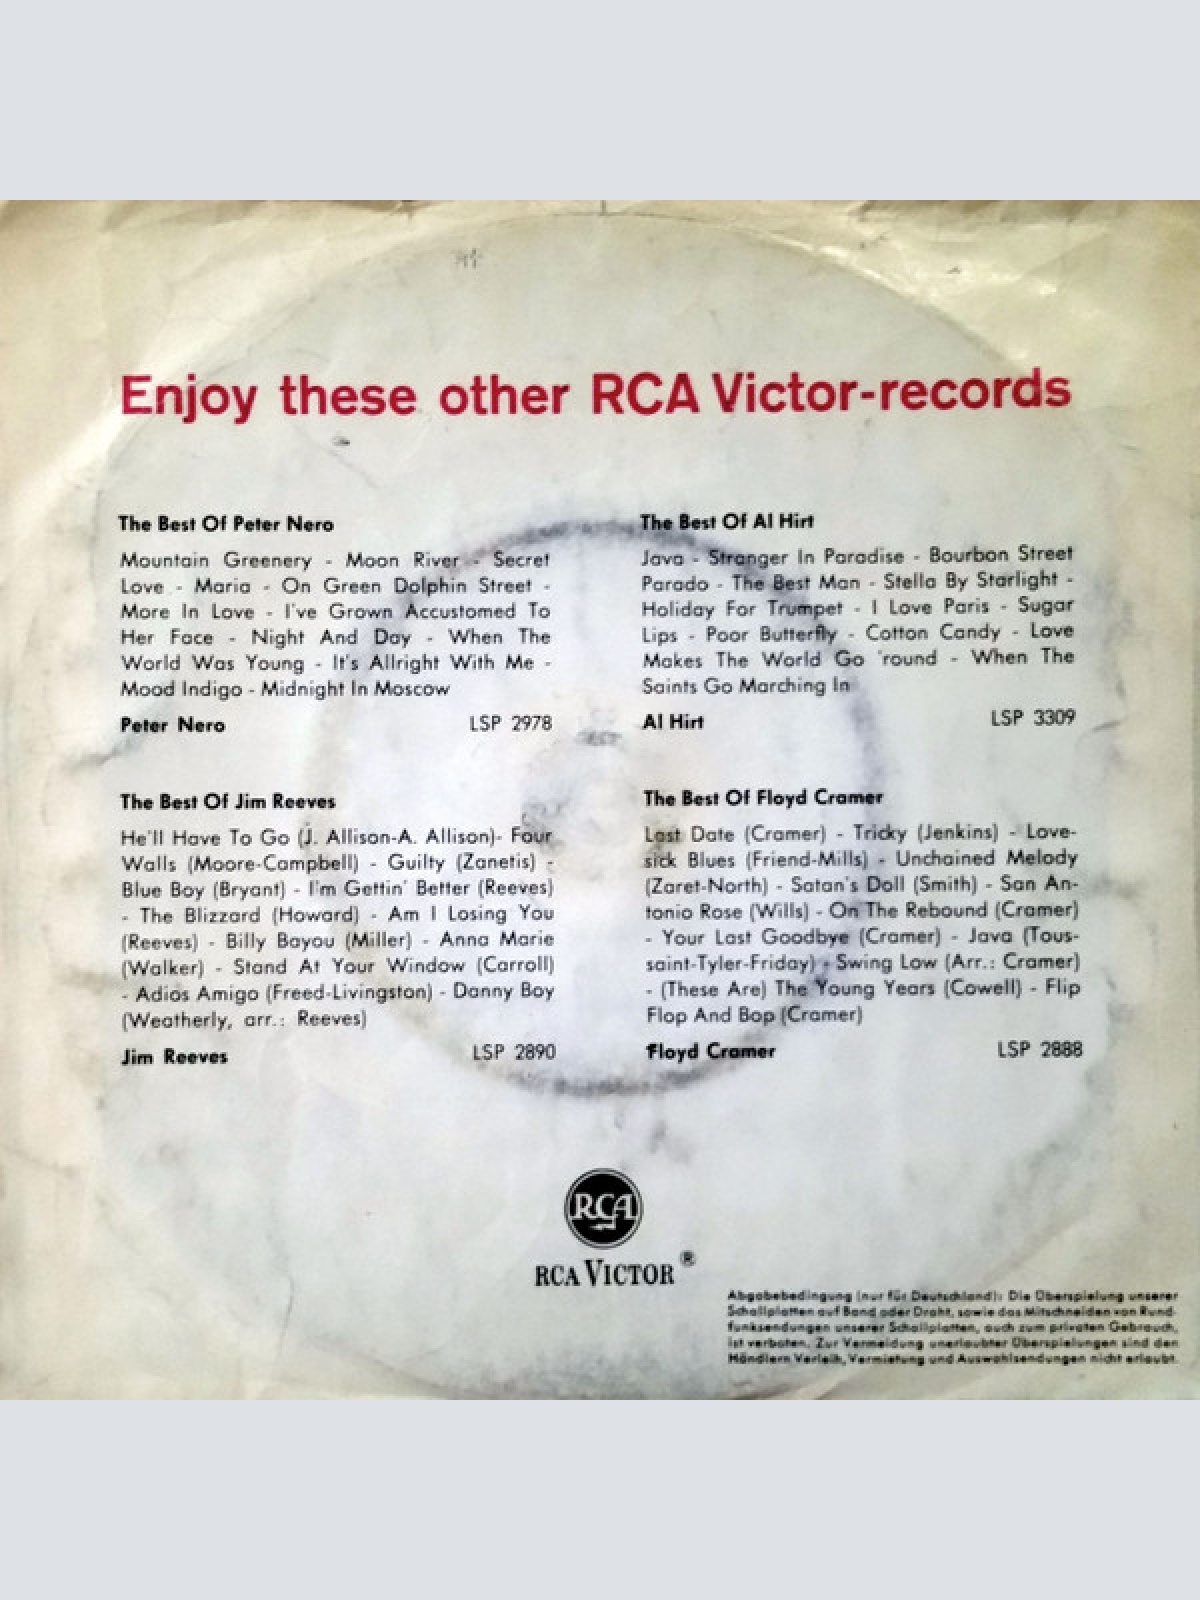 Enjoy these other RCA Victor-records
The Best Of Peter Nero
Mountain Greenery - Moon River - Secret
Love - Maria - On Green Dolphin Street -
More In Love - I've Grown Accustomed To
Her Face - Night And Day - When The
World Was Young - It's Allright With Me -
Mood Indigo - Midnight In Moscow
Peter Nero LSP 2978
The Best Of Al Hirt
Java - Stranger In Paradise - Bourbon Street
Parado - The Best Man - Stella By Starlight -
Holiday For Trumpet - I Love Paris - Sugar
Lips - Poor Butterfly - Cotton Candy - Love
Makes The World Go 'round - When The
Saints Go Marching In
Al Hirt LSP 3309
The Best Of Jim Reeves
He'll Have To Go (J. Allison-A. Allison)- Four
Walls (Moore-Campbell) - Guilty (Zanetis) -
Blue Boy (Bryant) - I'm Gettin' Better (Reeves)
- The Blizzard (Howard) - Am I Losing You
(Reeves) - Billy Bayou (Miller) - Anna Marie
(Walker) - Stand At Your Window (Carroll)
- Adios Amigo (Freed-Livingston) - Danny Boy
(Weatherly, arr.: Reeves)
Jim Reeves LSP 2890
The Best Of Floyd Cramer
Last Date (Cramer) - Tricky (Jenkins) - Love-
sick Blues (Friend-Mills) - Unchained Melody
(Zaret-North) - Satan's Doll (Smith) - San An-
tonio Rose (Wills) - On The Rebound (Cramer)
- Your Last Goodbye (Cramer) - Java (Tous-
saint-Tyler-Friday) - Swing Low (Arr.: Cramer)
- (These Are) The Young Years (Cowell) - Flip
Flop And Bop (Cramer)
Floyd Cramer LSP 2888
RCA
RCA VICTOR ®
Abgabebedingung (nur für Deutschland): Die Überspielung unserer
Schallplatten auf Band oder Draht, sowie das Mitschneiden von Rund-
funksendungen unserer Schallplatten, auch zum privaten Gebrauch,
ist verboten. Zur Vermeidung unerlaubter Überspielungen sind den
Händlern Verleih, Vermietung und Auswahlsendungen nicht erlaubt.